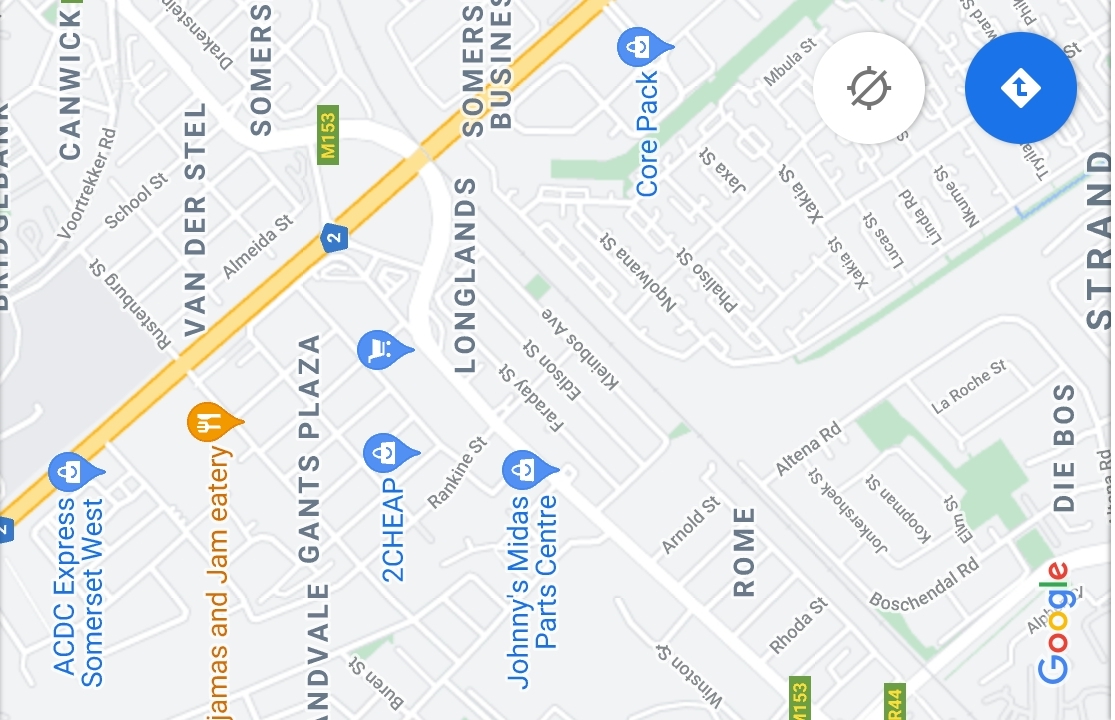 CANWICK
Drakenstein
SOMERS
SOMERS
BUSINES
M153
Voortrekker Rd
School St
VAN DER STEL
Almeida St
Rustenburg St
2
LONGLANDS
Core Pack
Mbula St
Jaxa St
Xakia St
Xakia St
Lucas St
Linda Rd
Nkume St
STRAND
Nqolwana St
Phaliso St
Kleinbos Ave
Edison St
Faraday St
GANTS PLAZA
ACDC Express
Somerset West
jamas and Jam eatery
2CHEAP
Rankine St
Johnny's Midas
Parts Centre
Arnold St
ROME
Altena Rd
La Roche St
DIE BOS
Jonkershoek St
Koopman St
Elim St
Boschendal Rd
Rhoda St
Winston St
Buren St
ANDVALE
M153
R44
2
Google